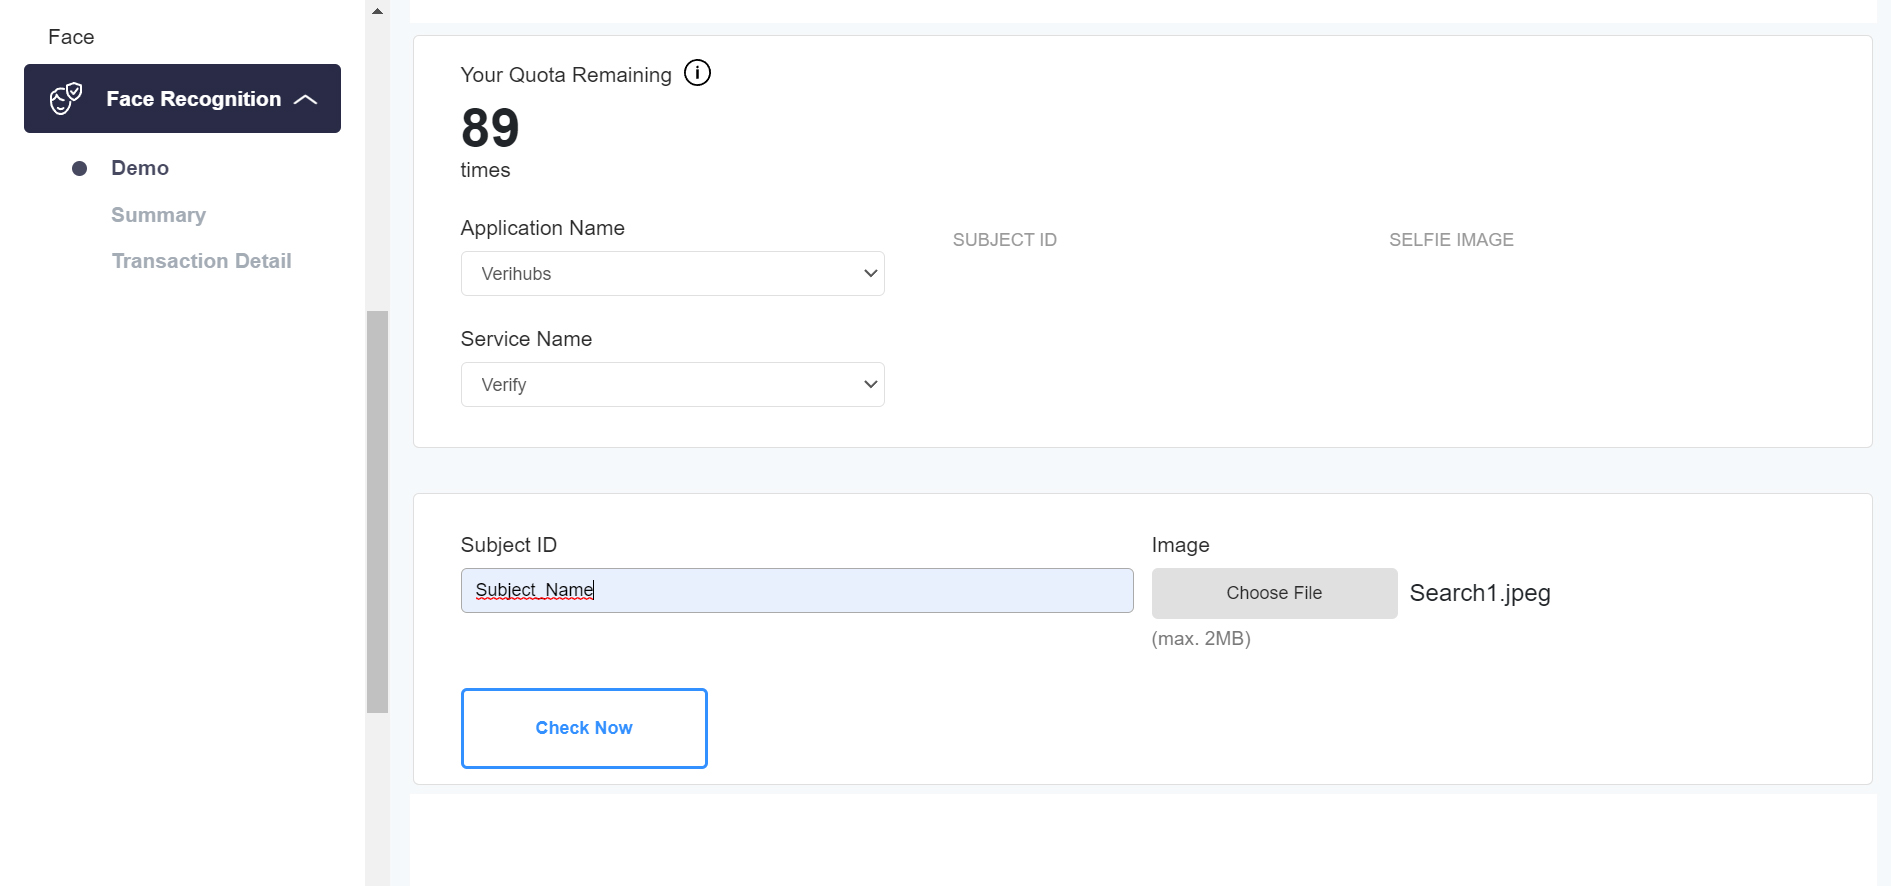 Face
Face Recognition
Demo
Summary
Transaction Detail
Your Quota Remaining
89
times
Application Name
Verihubs
SUBJECT ID
SELFIE IMAGE
Service Name
Verify
Subject ID
Subject_Name
Image
Choose File Search1.jpeg
(max. 2MB)
Check Now